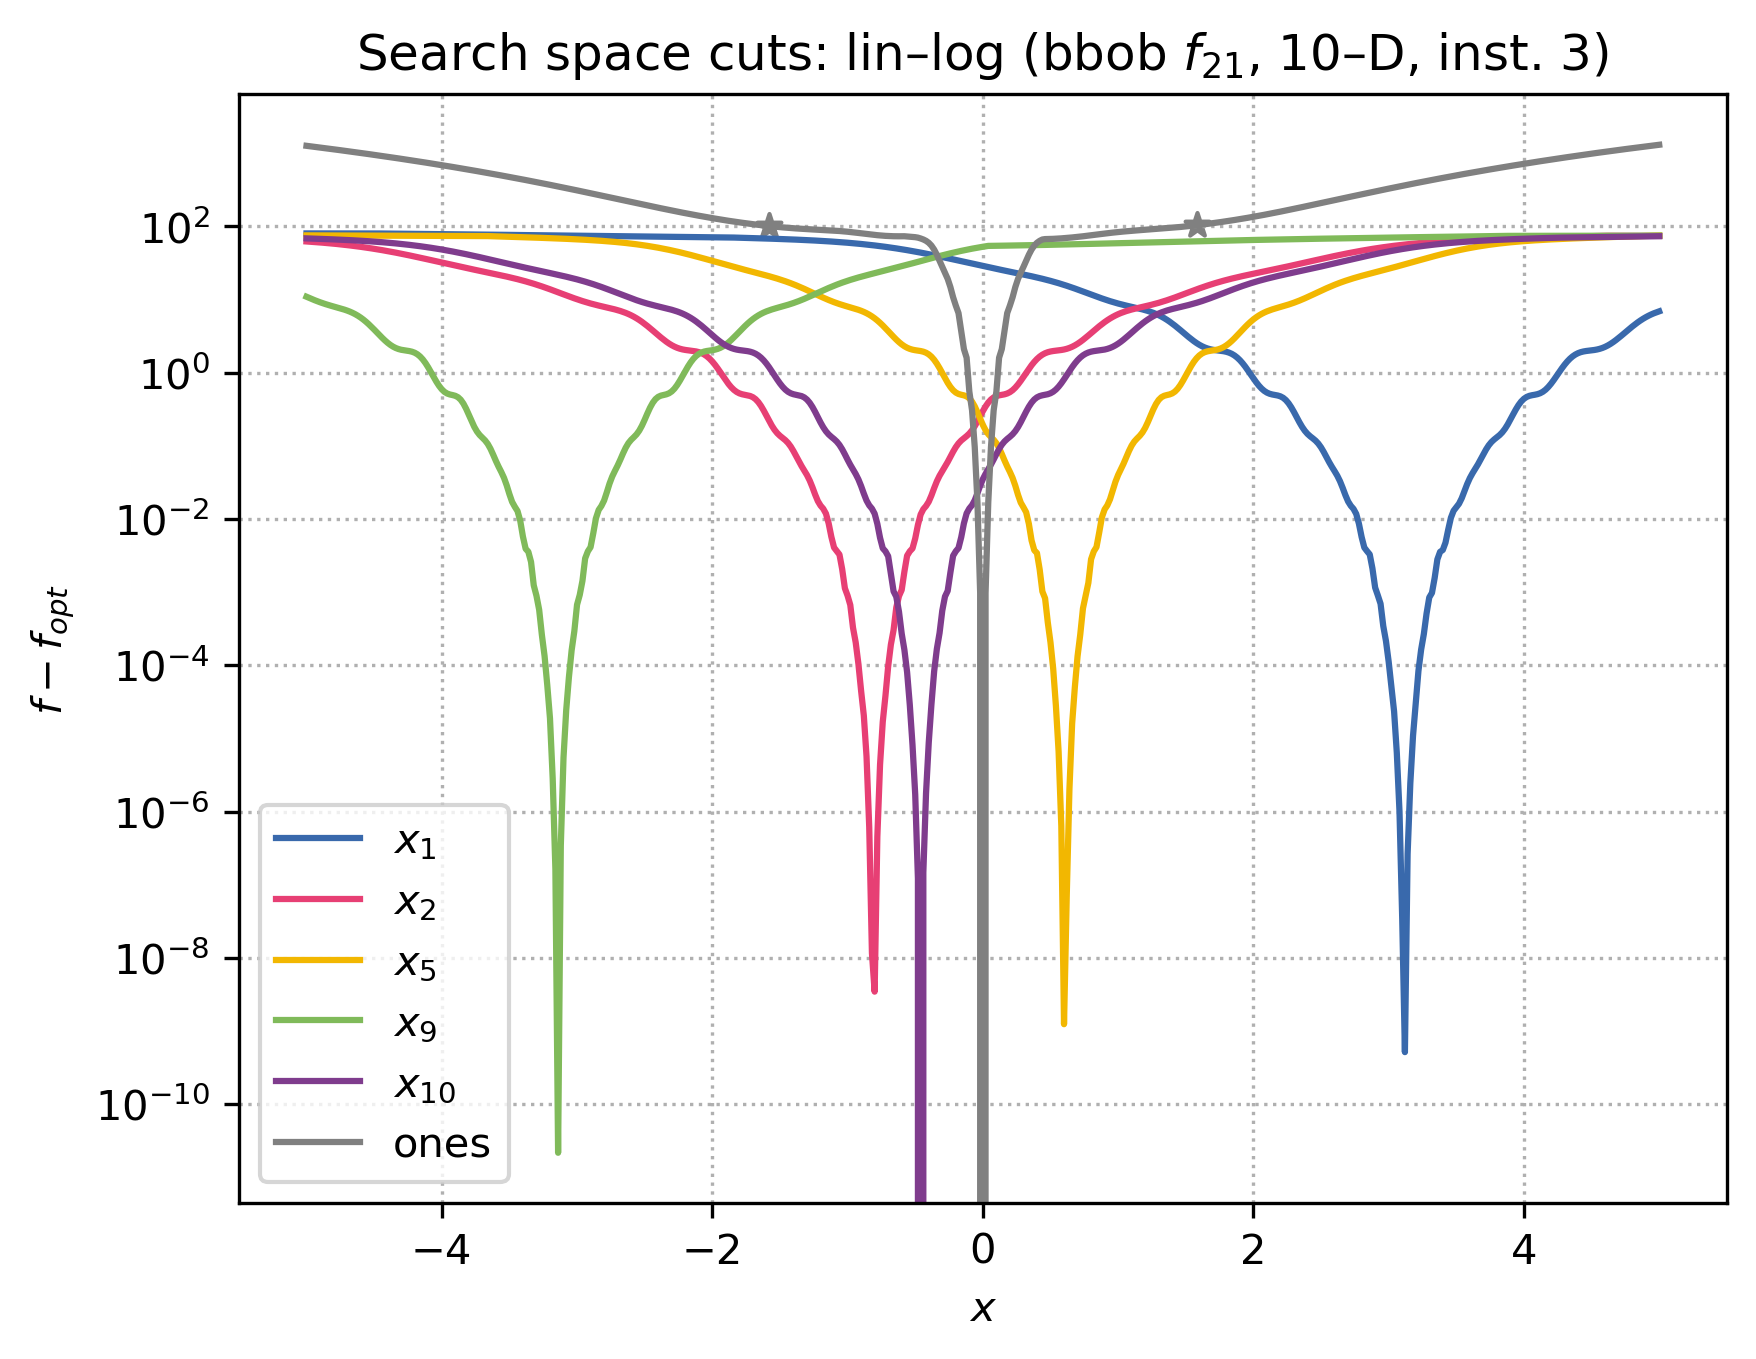 Search space cuts: lin–log (bbob f21, 10–D, inst. 3)
10^2
10^0
10^−2
10^−4
10^−6
10^−8
10^−10
f − fopt
x1
x2
x5
x9
x10
ones
−4 −2 0 2 4
x